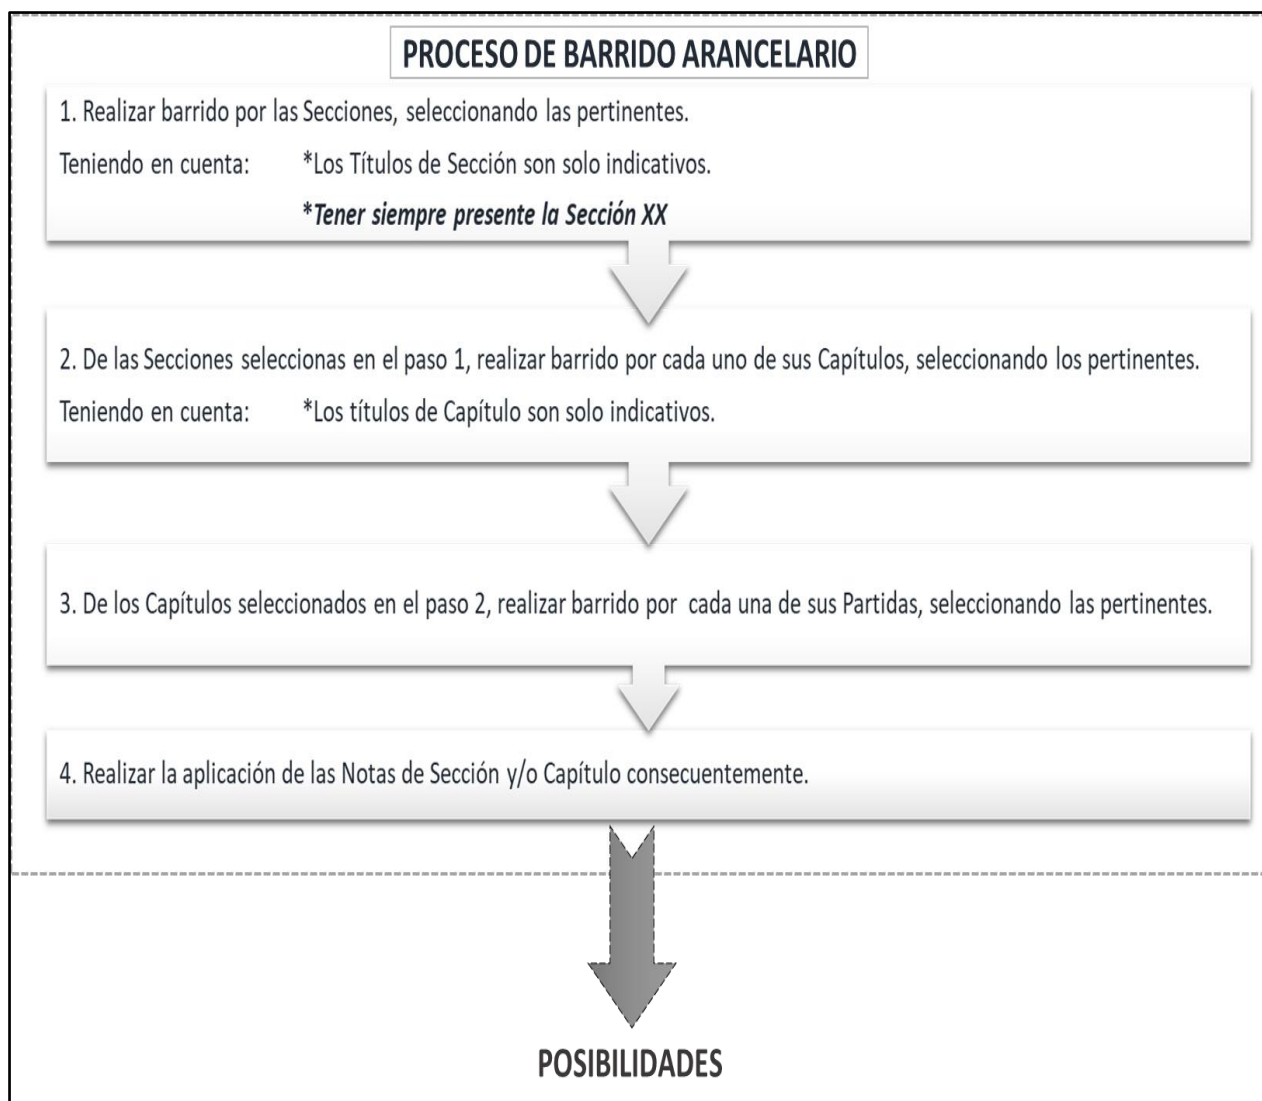 PROCESO DE BARRIDO ARANCELARIO
1. Realizar barrido por las Secciones, seleccionando las pertinentes.
Teniendo en cuenta: *Los Títulos de Sección son solo indicativos.
*Tener siempre presente la Sección XX
2. De las Secciones seleccionas en el paso 1, realizar barrido por cada uno de sus Capítulos, seleccionando los pertinentes.
Teniendo en cuenta: *Los títulos de Capítulo son solo indicativos.
3. De los Capítulos seleccionados en el paso 2, realizar barrido por cada una de sus Partidas, seleccionando las pertinentes.
4. Realizar la aplicación de las Notas de Sección y/o Capítulo consecuentemente.
POSIBILIDADES